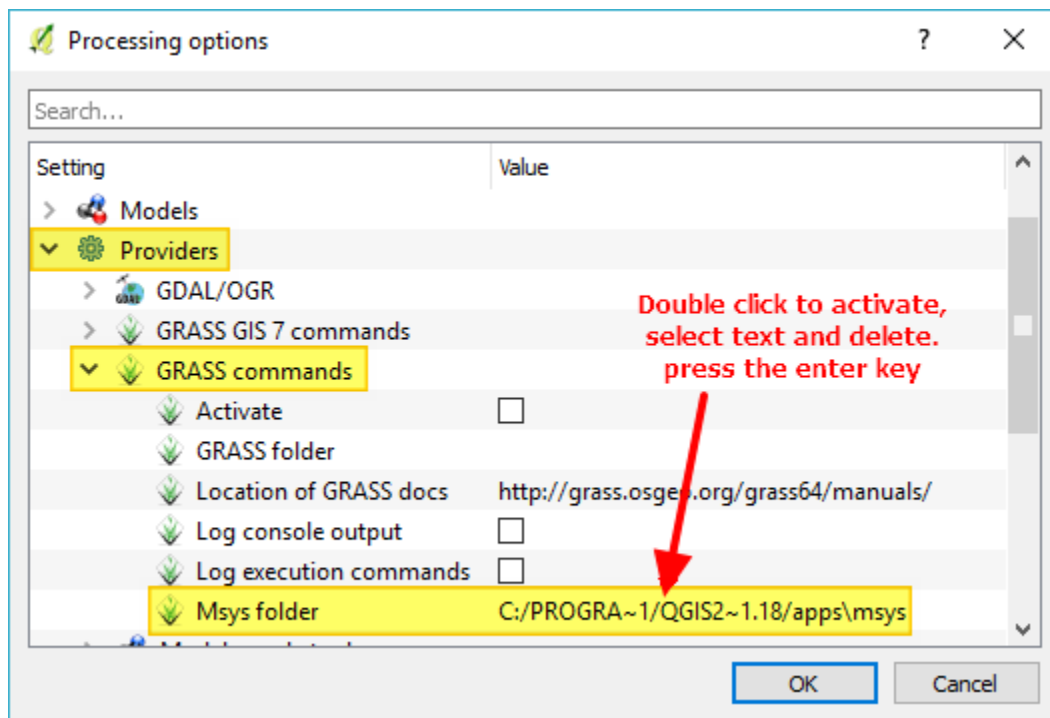 Processing options
?
Search...
Setting Value
Models
Providers
GDAL/OGR
GRASS GIS 7 commands
GRASS commands
Double click to activate,
select text and delete.
press the enter key
Activate
GRASS folder
Location of GRASS docs http://grass.osgeo.org/grass64/manuals/
Log console output
Log execution commands
Msys folder C:/PROGRA~1/QGIS2~1.18/apps\msys
OK Cancel